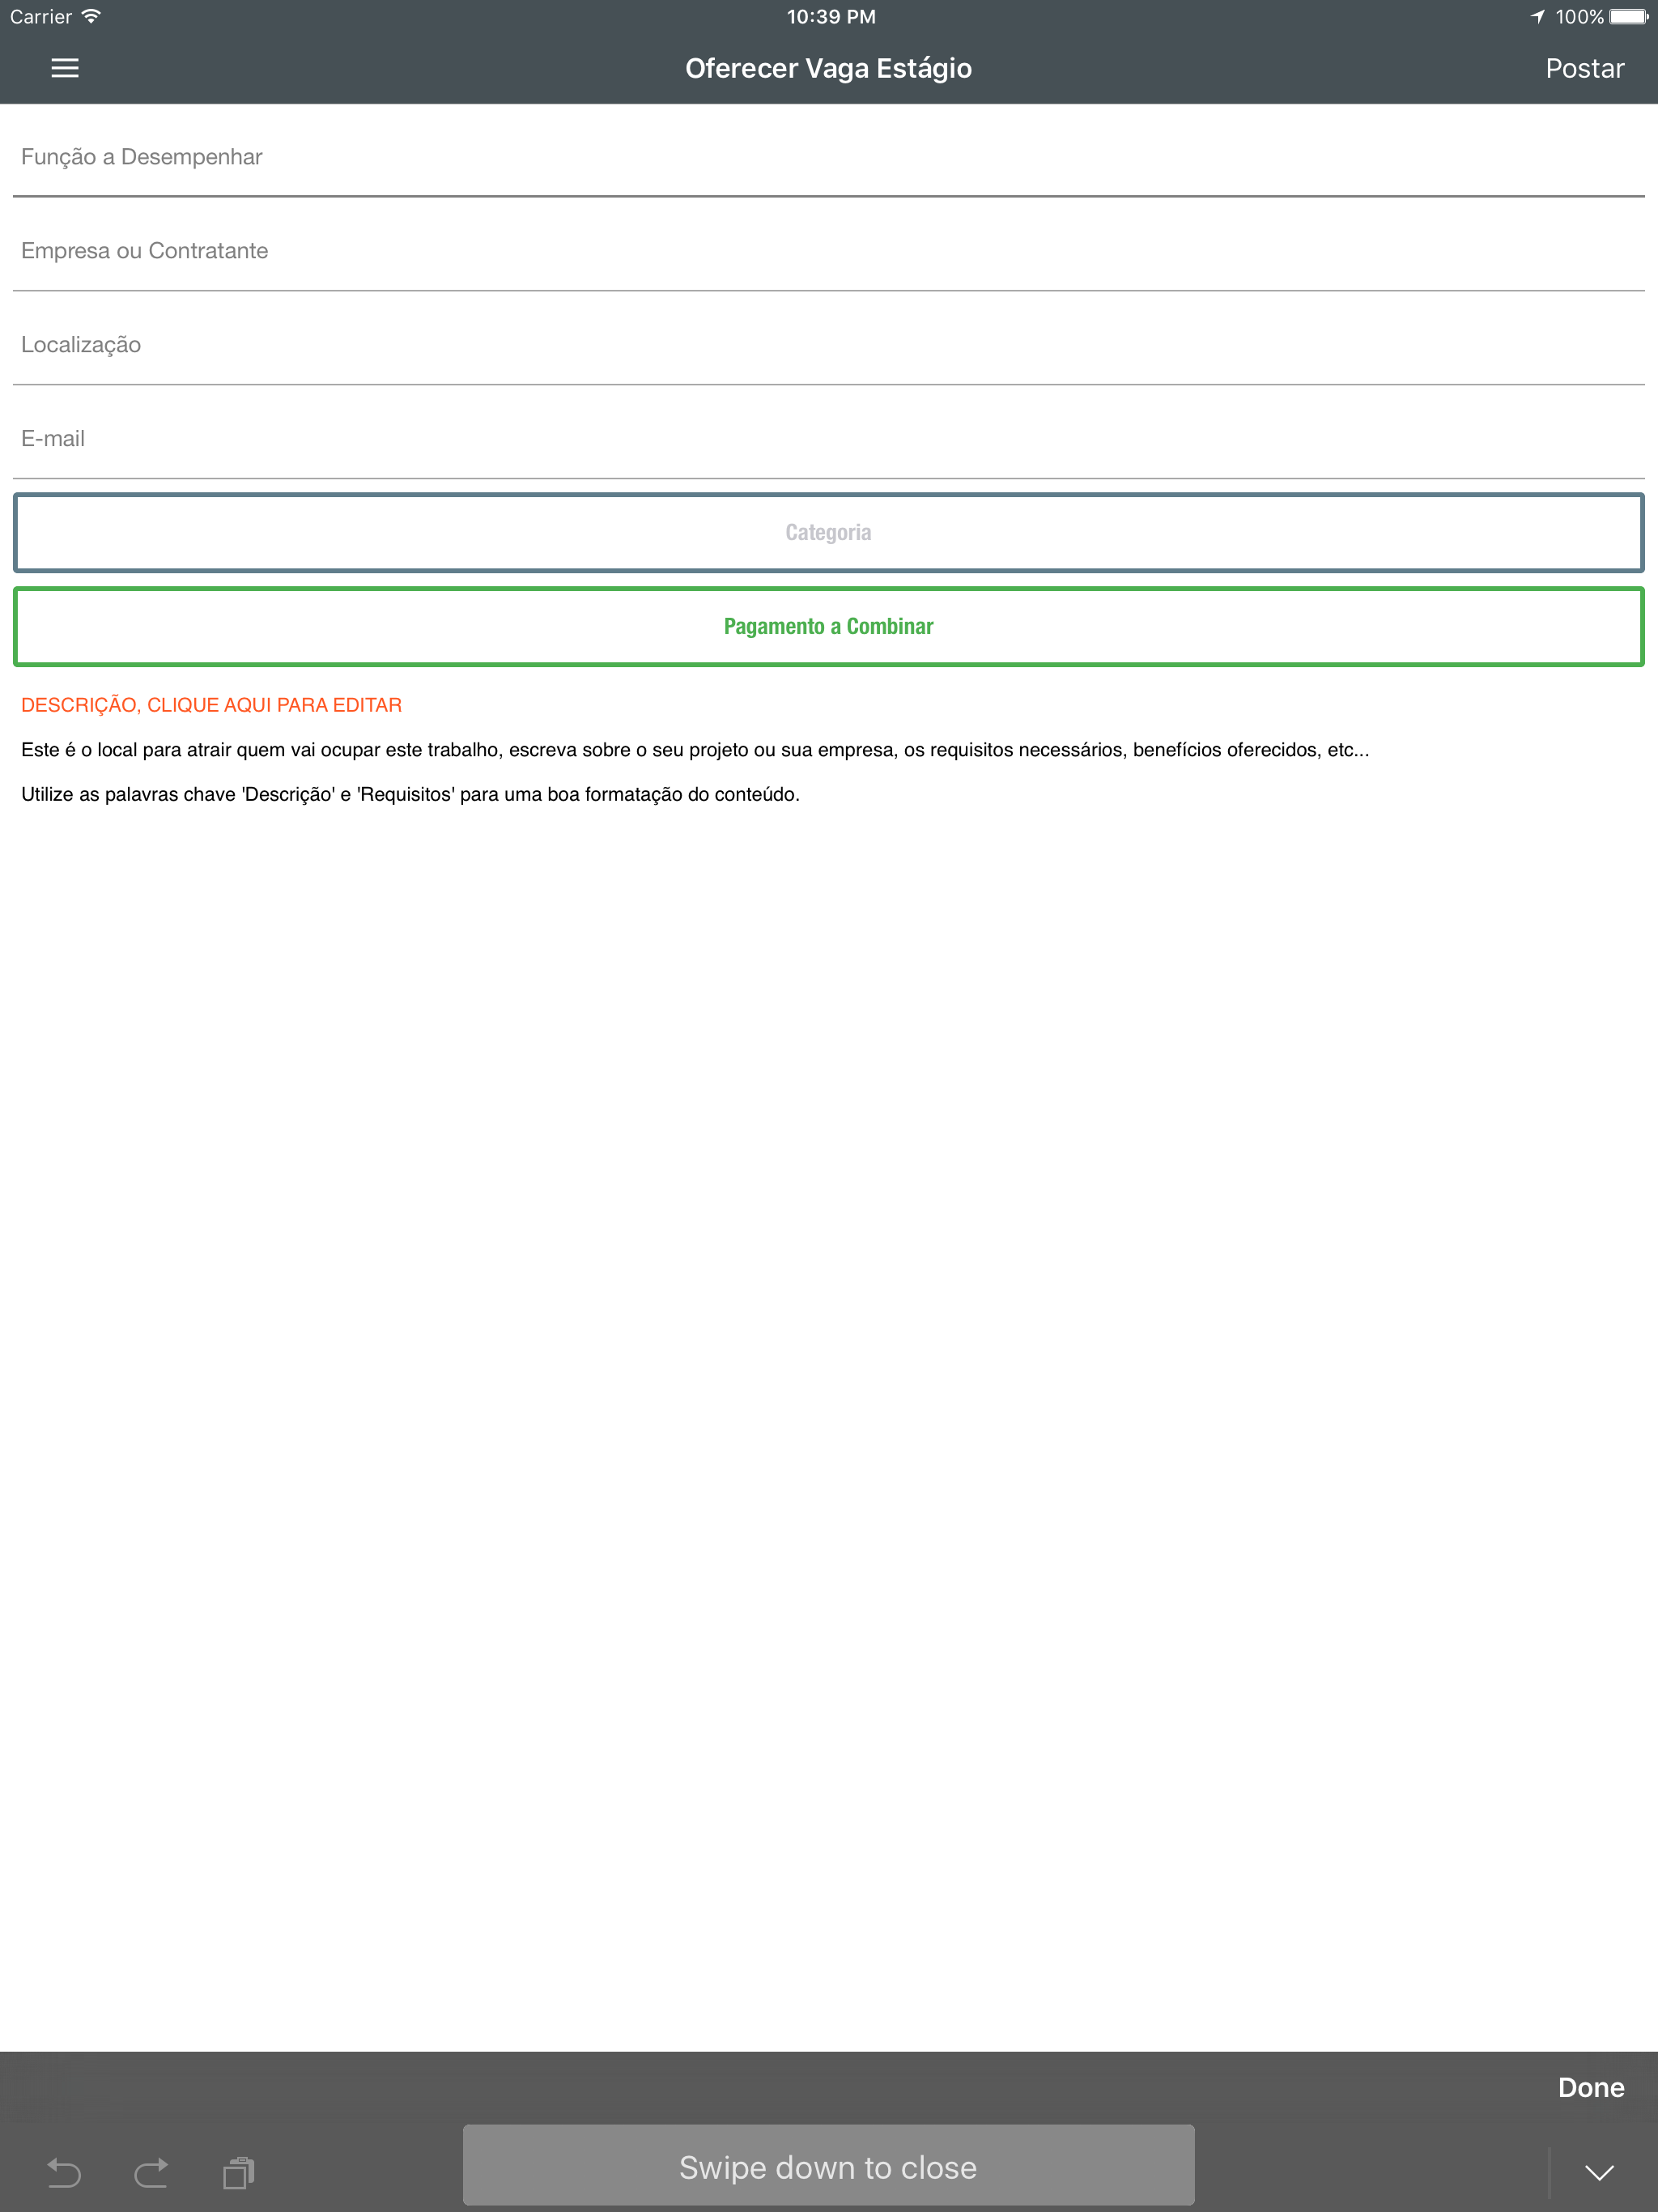 Carrier 10:39 PM 100%
Oferecer Vaga Estágio Postar
Função a Desempenhar
Empresa ou Contratante
Localização
E-mail
Categoria
Pagamento a Combinar
DESCRIÇÃO, CLIQUE AQUI PARA EDITAR
Este é o local para atrair quem vai ocupar este trabalho, escreva sobre o seu projeto ou sua empresa, os requisitos necessários, benefícios oferecidos, etc...
Utilize as palavras chave 'Descrição' e 'Requisitos' para uma boa formatação do conteúdo.
Done
Swipe down to close